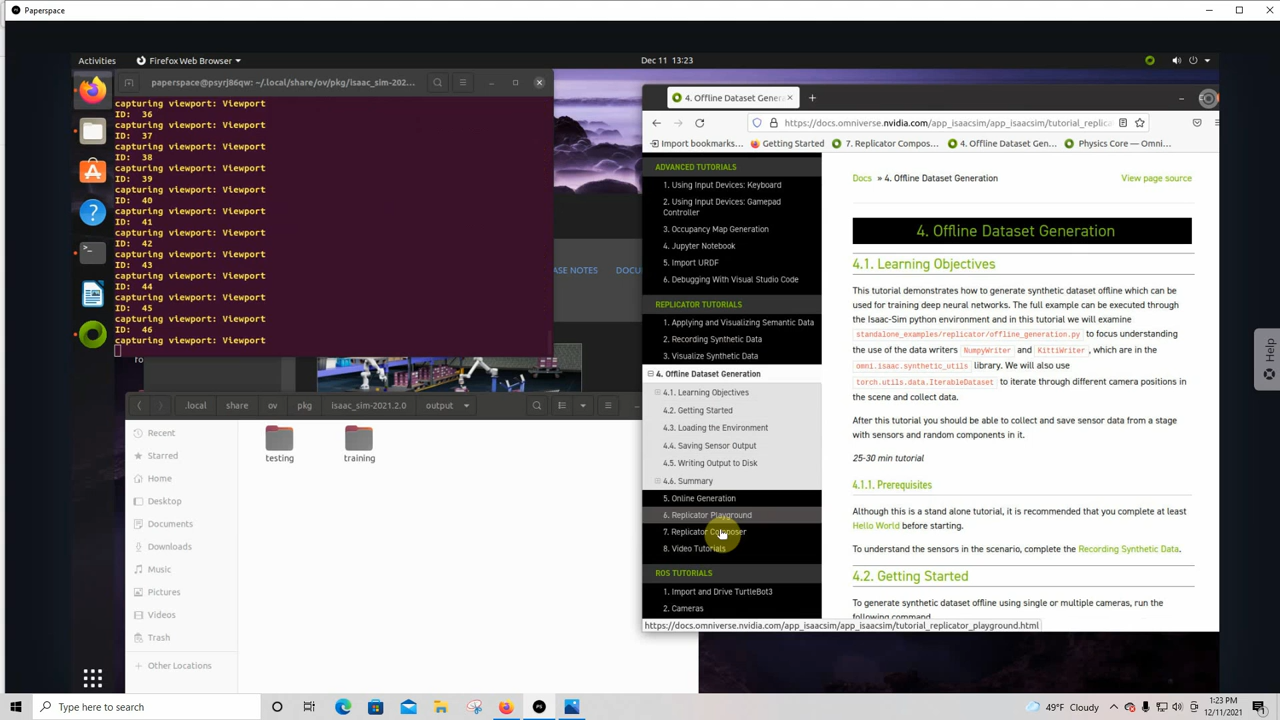 Paperspace
Activities
Firefox Web Browser
Dec 11 13:23
paperspace@psyrj86qw: ~/.local/share/ov/pkg/isaac_sim-202...
capturing viewport: Viewport
ID: 36
capturing viewport: Viewport
ID: 37
capturing viewport: Viewport
ID: 38
capturing viewport: Viewport
ID: 39
capturing viewport: Viewport
ID: 40
capturing viewport: Viewport
ID: 41
capturing viewport: Viewport
ID: 42
capturing viewport: Viewport
ID: 43
capturing viewport: Viewport
ID: 44
capturing viewport: Viewport
ID: 45
capturing viewport: Viewport
ID: 46
capturing viewport: Viewport
ASE NOTES
DOCU
ro
.local
share
ov
pkg
isaac_sim-2021.2.0
output
Recent
Starred
Home
Desktop
Documents
Downloads
Music
Pictures
Videos
Trash
Other Locations
testing
training
4. Offline Dataset Genera
https://docs.omniverse.nvidia.com/app_isaacsim/app_isaacsim/tutorial_replica
Import bookmarks...
Getting Started
7. Replicator Compos...
4. Offline Dataset Gen...
Physics Core — Omni...
ADVANCED TUTORIALS
1. Using Input Devices: Keyboard
2. Using Input Devices: Gamepad
Controller
3. Occupancy Map Generation
4. Jupyter Notebook
5. Import URDF
6. Debugging With Visual Studio Code
REPLICATOR TUTORIALS
1. Applying and Visualizing Semantic Data
2. Recording Synthetic Data
3. Visualize Synthetic Data
4. Offline Dataset Generation
4.1. Learning Objectives
4.2. Getting Started
4.3. Loading the Environment
4.4. Saving Sensor Output
4.5. Writing Output to Disk
4.6. Summary
5. Online Generation
6. Replicator Playground
7. Replicator Composer
8. Video Tutorials
ROS TUTORIALS
1. Import and Drive TurtleBot3
2. Cameras
Docs » 4. Offline Dataset Generation
View page source
4. Offline Dataset Generation
4.1. Learning Objectives
This tutorial demonstrates how to generate synthetic dataset offline which can be
used for training deep neural networks. The full example can be executed through
the Isaac-Sim python environment and in this tutorial we will examine
standalone_examples/replicator/offline_generation.py to focus understanding
the use of the data writers NumpyWriter and KittiWriter, which are in the
omni.isaac.synthetic_utils library. We will also use
torch.utils.data.IterableDataset to iterate through different camera positions in
the scene and collect data.
After this tutorial you should be able to collect and save sensor data from a stage
with sensors and random components in it.
25-30 min tutorial
4.1.1. Prerequisites
Although this is a stand alone tutorial, it is recommended that you complete at least
Hello World before starting.
To understand the sensors in the scenario, complete the Recording Synthetic Data.
4.2. Getting Started
To generate synthetic dataset offline using single or multiple cameras, run the
following command.
https://docs.omniverse.nvidia.com/app_isaacsim/app_isaacsim/tutorial_replicator_playground.html
Help
Type here to search
49°F Cloudy
1:23 PM
12/11/2021